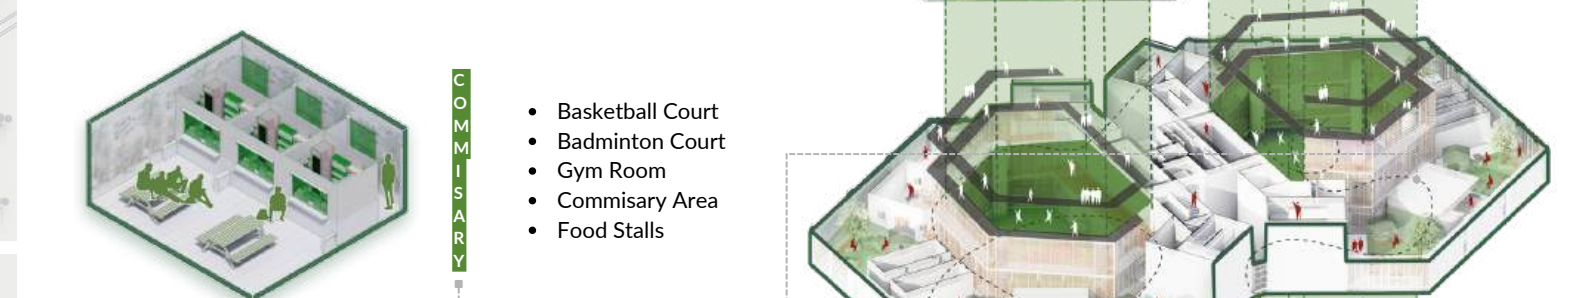 COMMISARY
• Basketball Court
• Badminton Court
• Gym Room
• Commisary Area
• Food Stalls